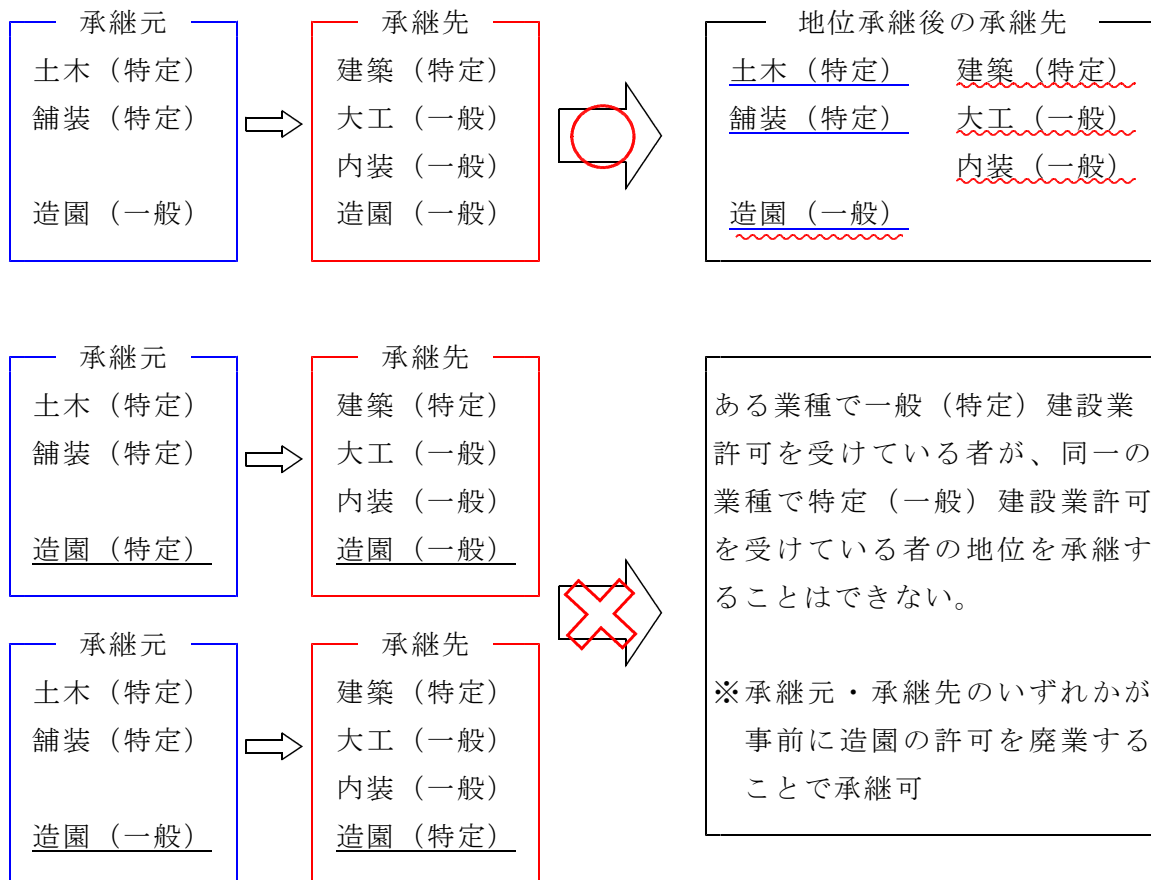 承継元
土木（特定）
舗装（特定）
造園（一般）
承継先
建築（特定）
大工（一般）
内装（一般）
造園（一般）
地位承継後の承継先
土木（特定） 建築（特定）
舗装（特定） 大工（一般）
内装（一般）
造園（一般）
承継元
土木（特定）
舗装（特定）
造園（特定）
承継先
建築（特定）
大工（一般）
内装（一般）
造園（一般）
承継元
土木（特定）
舗装（特定）
造園（一般）
承継先
建築（特定）
大工（一般）
内装（一般）
造園（特定）
ある業種で一般（特定）建設業
許可を受けている者が、同一の
業種で特定（一般）建設業許可
を受けている者の地位を承継す
ることはできない。
※承継元・承継先のいずれかが
事前に造園の許可を廃業する
ことで承継可